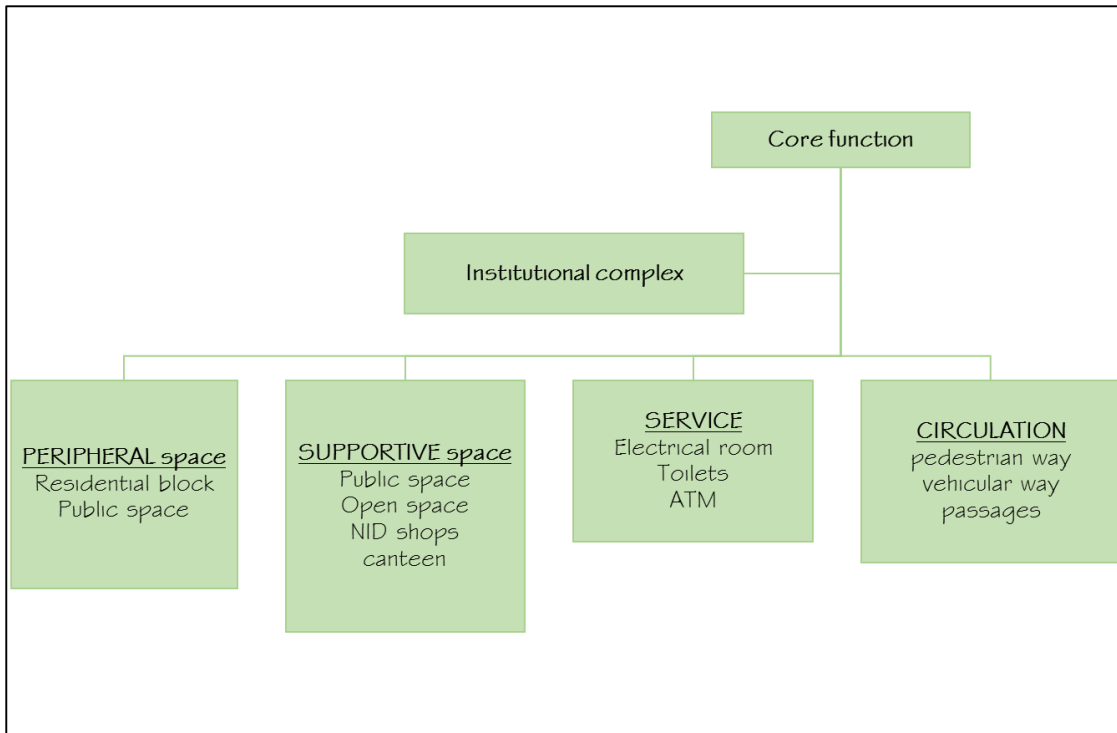 Core function
Institutional complex
PERIPHERAL space
Residential block
Public space
SUPPORTIVE space
Public space
Open space
NID shops
canteen
SERVICE
Electrical room
Toilets
ATM
CIRCULATION
pedestrian way
vehicular way
passages